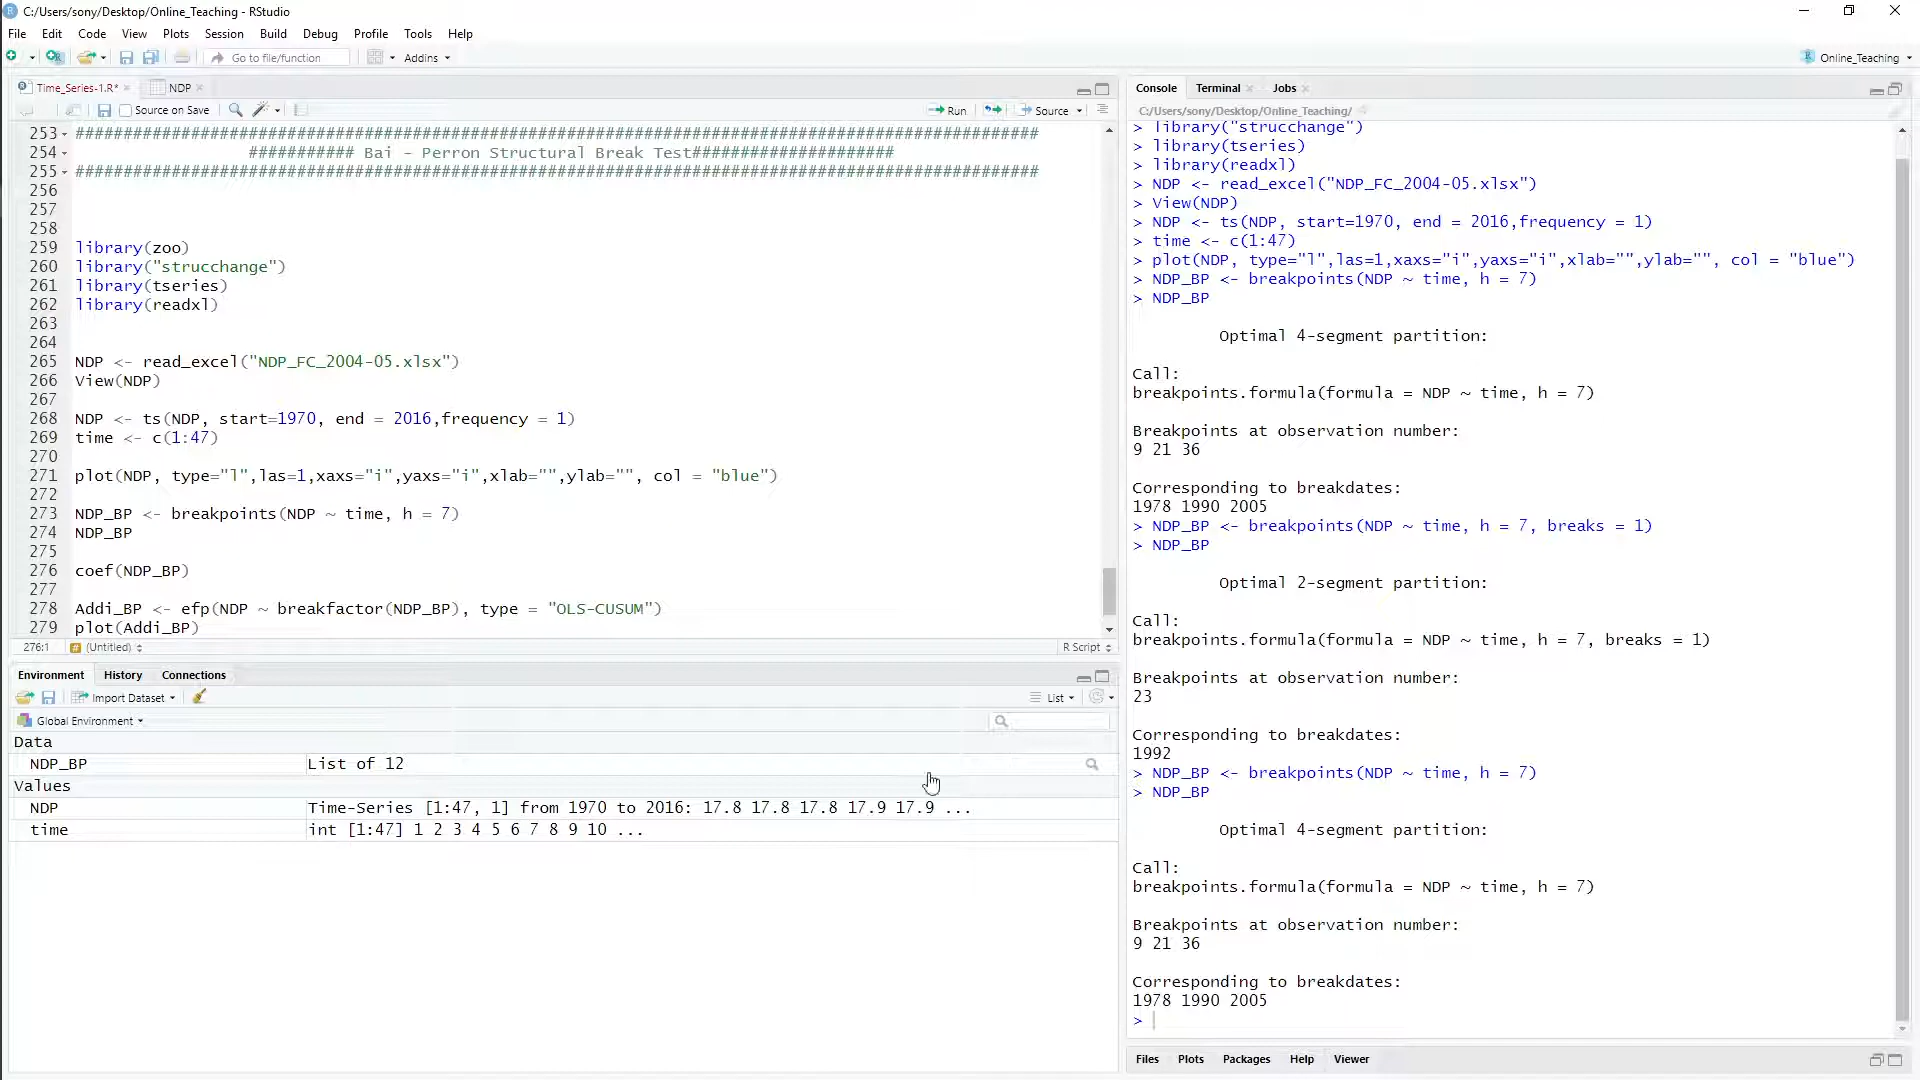 C:/Users/sony/Desktop/Online_Teaching - RStudio
File Edit Code View Plots Session Build Debug Profile Tools Help
Go to file/function Addins Online_Teaching
Time_Series-1.R* NDP
Source on Save Run Source
253 ####################################################################################################
254 ########### Bai - Perron Structural Break Test#####################
255 ####################################################################################################
256
257
258
259 library(zoo)
260 library("strucchange")
261 library(tseries)
262 library(readxl)
263
264
265 NDP <- read_excel("NDP_FC_2004-05.xlsx")
266 View(NDP)
267
268 NDP <- ts(NDP, start=1970, end = 2016,frequency = 1)
269 time <- c(1:47)
270
271 plot(NDP, type="l",las=1,xaxs="i",yaxs="i",xlab="",ylab="", col = "blue")
272
273 NDP_BP <- breakpoints(NDP ~ time, h = 7)
274 NDP_BP
275
276 coef(NDP_BP)
277
278 Addi_BP <- efp(NDP ~ breakfactor(NDP_BP), type = "OLS-CUSUM")
279 plot(Addi_BP)
276:1 (Untitled) R Script
Environment History Connections
Import Dataset List
Global Environment
Data
NDP_BP List of 12
Values
NDP Time-Series [1:47, 1] from 1970 to 2016: 17.8 17.8 17.8 17.9 17.9 ...
time int [1:47] 1 2 3 4 5 6 7 8 9 10 ...
Console Terminal Jobs
C:/Users/sony/Desktop/Online_Teaching/
> library("strucchange")
> library(tseries)
> library(readxl)
> NDP <- read_excel("NDP_FC_2004-05.xlsx")
> View(NDP)
> NDP <- ts(NDP, start=1970, end = 2016,frequency = 1)
> time <- c(1:47)
> plot(NDP, type="l",las=1,xaxs="i",yaxs="i",xlab="",ylab="", col = "blue")
> NDP_BP <- breakpoints(NDP ~ time, h = 7)
> NDP_BP
Optimal 4-segment partition:
Call:
breakpoints.formula(formula = NDP ~ time, h = 7)
Breakpoints at observation number:
9 21 36
Corresponding to breakdates:
1978 1990 2005
> NDP_BP <- breakpoints(NDP ~ time, h = 7, breaks = 1)
> NDP_BP
Optimal 2-segment partition:
Call:
breakpoints.formula(formula = NDP ~ time, h = 7, breaks = 1)
Breakpoints at observation number:
23
Corresponding to breakdates:
1992
> NDP_BP <- breakpoints(NDP ~ time, h = 7)
> NDP_BP
Optimal 4-segment partition:
Call:
breakpoints.formula(formula = NDP ~ time, h = 7)
Breakpoints at observation number:
9 21 36
Corresponding to breakdates:
1978 1990 2005
>
Files Plots Packages Help Viewer